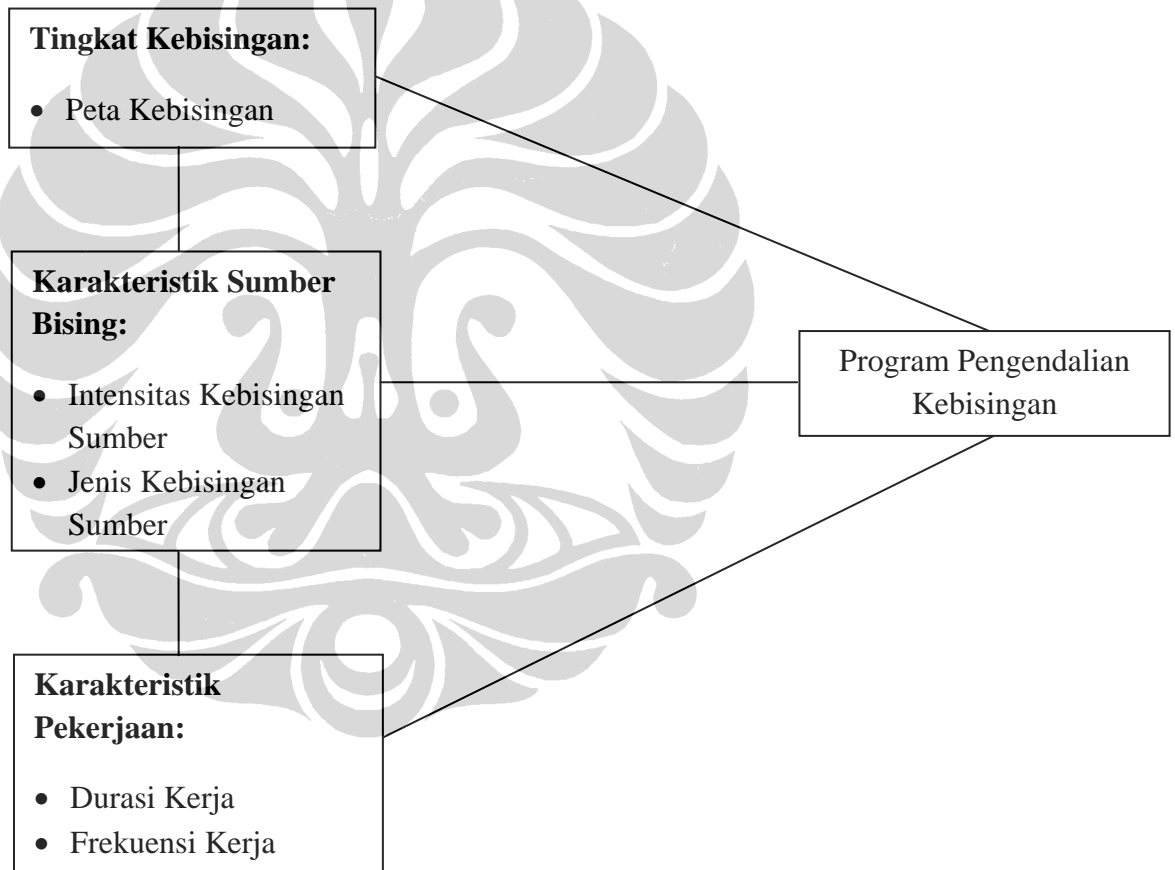 Tingkat Kebisingan:
• Peta Kebisingan
Karakteristik Sumber
Bising:
• Intensitas Kebisingan
Sumber
• Jenis Kebisingan
Sumber
Program Pengendalian
Kebisingan
Karakteristik
Pekerjaan:
• Durasi Kerja
• Frekuensi Kerja